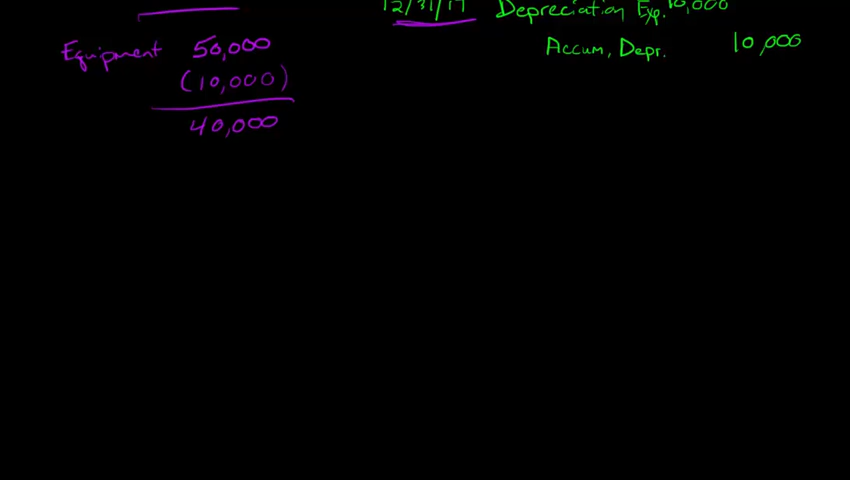 12/31/17 Depreciation Exp. 10,000
Accum. Depr. 10,000
Equipment 50,000
(10,000)
40,000